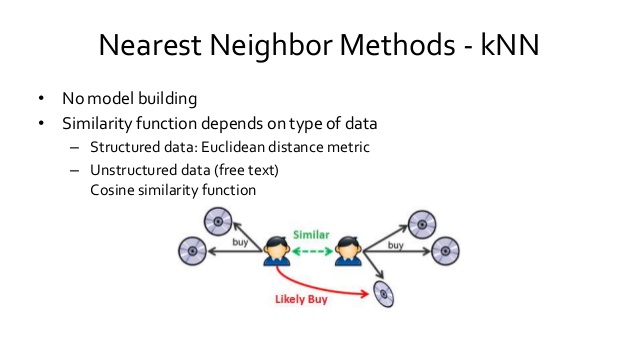 Nearest Neighbor Methods - kNN
• No model building
• Similarity function depends on type of data
– Structured data: Euclidean distance metric
– Unstructured data (free text)
Cosine similarity function
Similar
buy
buy
Likely Buy